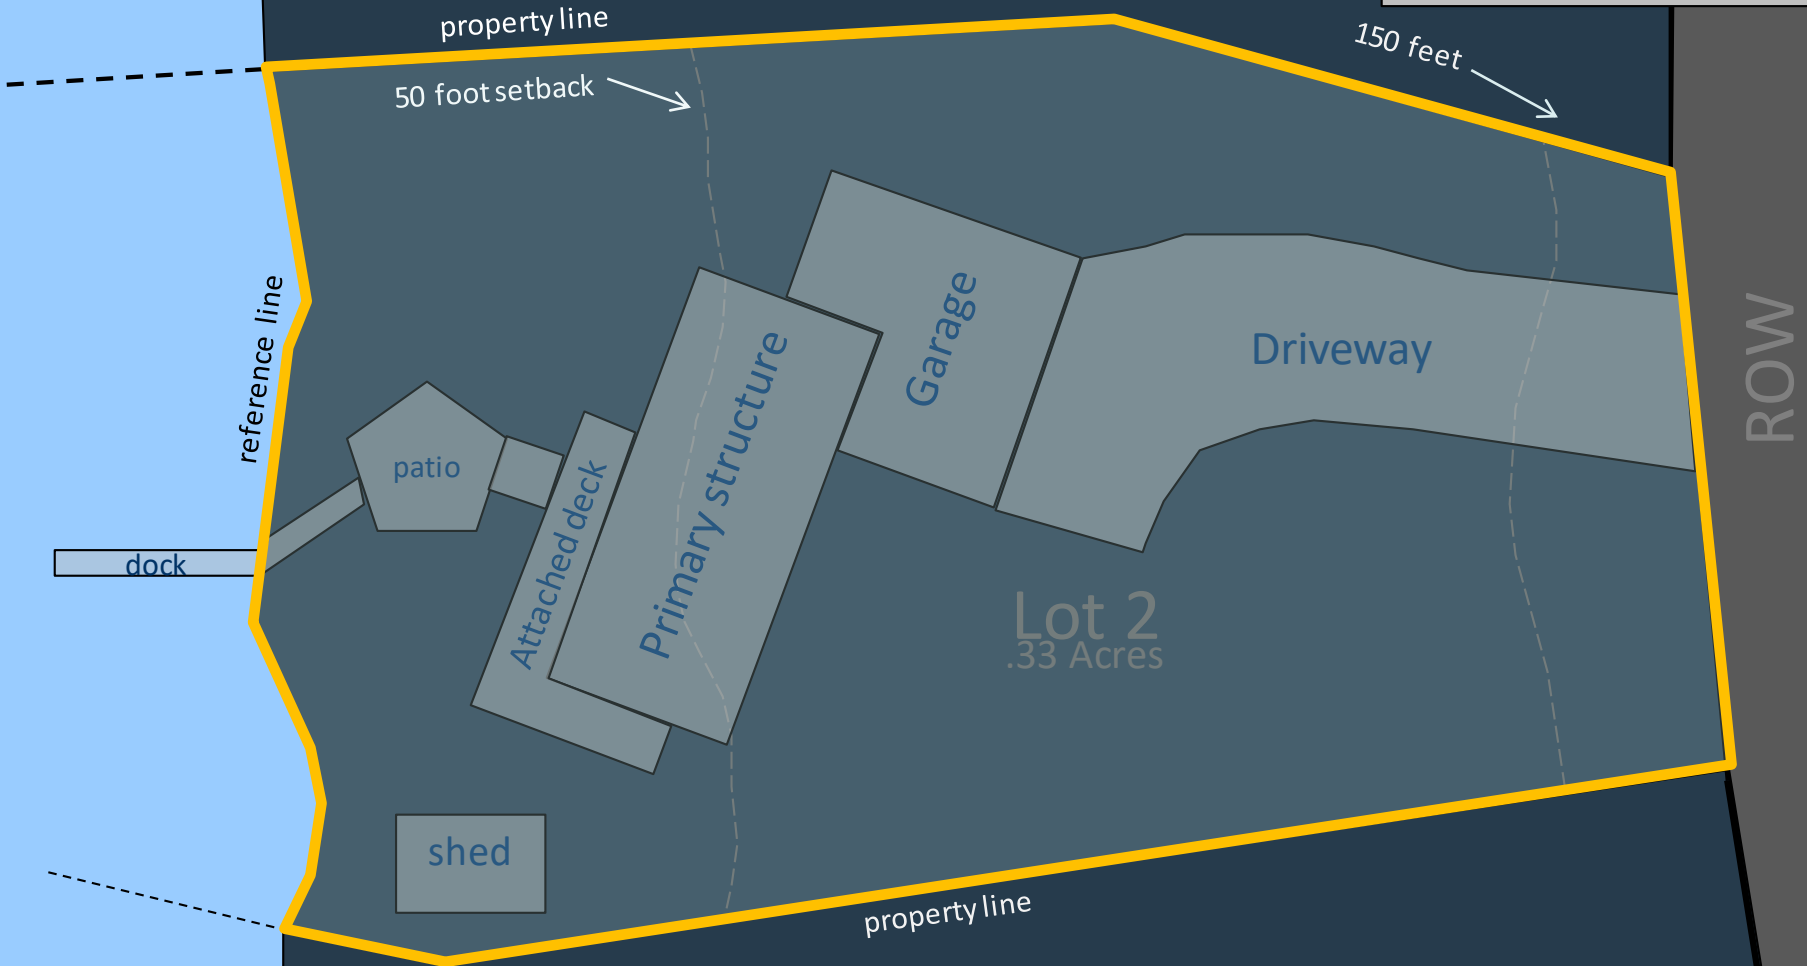 property line
150 feet
50 foot setback
reference line
Garage
Driveway
ROW
Primary structure
patio
Attached deck
dock
Lot 2
.33 Acres
shed
property line